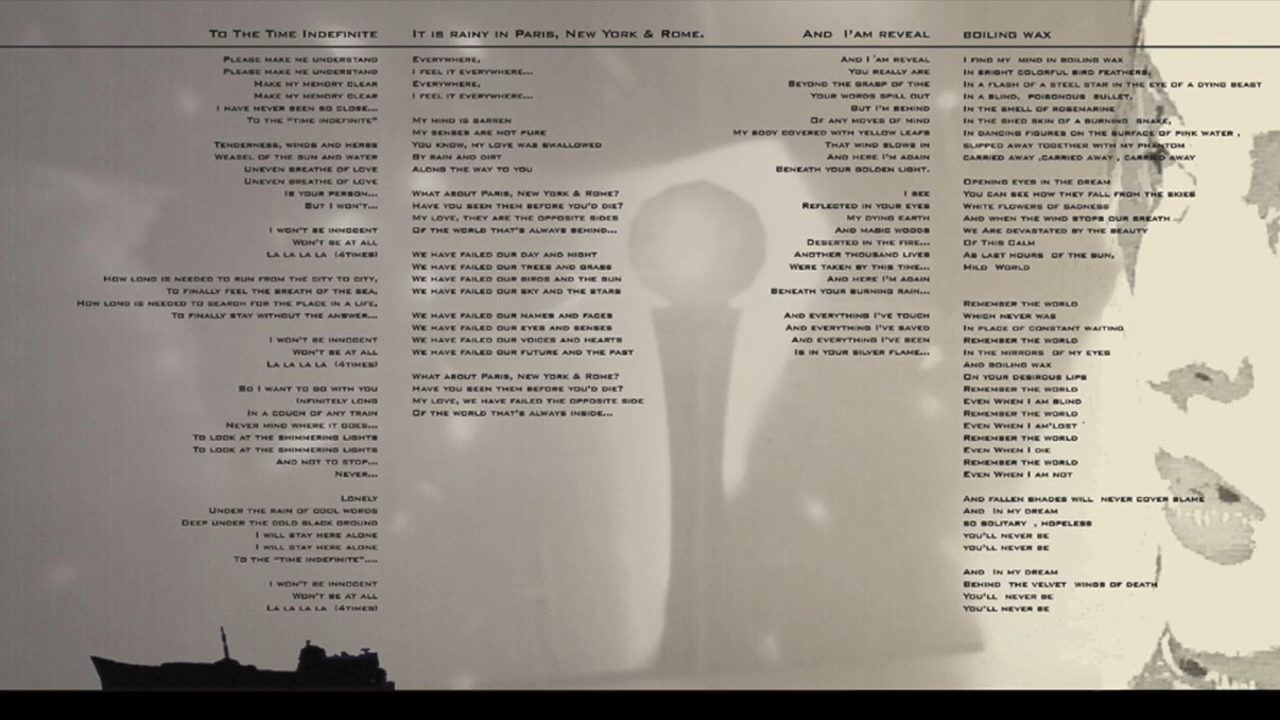 TO THE TIME INDEFINITE
PLEASE MAKE ME UNDERSTAND
PLEASE MAKE ME UNDERSTAND
MAKE MY MEMORY CLEAR
MAKE MY MEMORY CLEAR
I HAVE NEVER BEEN SO CLOSE...
TO THE "TIME INDEFINITE"
TENDERNESS, WINDS AND HERBS
WEASEL OF THE SUN AND WATER
UNEVEN BREATHE OF LOVE
UNEVEN BREATHE OF LOVE
IS YOUR PERSON...
BUT I WON'T...
I WON'T BE INNOCENT
WON'T BE AT ALL
LA LA LA LA (4TIMES)
HOW LONG IS NEEDED TO RUN FROM THE CITY TO CITY,
TO FINALLY FEEL THE BREATH OF THE SEA,
HOW LONG IS NEEDED TO SEARCH FOR THE PLACE IN A LIFE,
TO FINALLY STAY WITHOUT THE ANSWER...
I WON'T BE INNOCENT
WON'T BE AT ALL
LA LA LA LA (4TIMES)
SO I WANT TO GO WITH YOU
INFINITELY LONG
IN A COUCH OF ANY TRAIN
NEVER MIND WHERE IT GOES...
TO LOOK AT THE SHIMMERING LIGHTS
TO LOOK AT THE SHIMMERING LIGHTS
AND NOT TO STOP...
NEVER...
LONELY
UNDER THE RAIN OF COOL WORDS
DEEP UNDER THE COLD BLACK GROUND
I WILL STAY HERE ALONE
I WILL STAY HERE ALONE
TO THE "TIME INDEFINITE"....
I WON'T BE INNOCENT
WON'T BE AT ALL
LA LA LA LA (4TIMES)
IT IS RAINY IN PARIS, NEW YORK & ROME.
EVERYWHERE,
I FEEL IT EVERYWHERE...
EVERYWHERE,
I FEEL IT EVERYWHERE...
MY MIND IS BARREN
MY SENSES ARE NOT PURE
YOU KNOW, MY LOVE WAS SWALLOWED
BY RAIN AND DIRT
ALONG THE WAY TO YOU
WHAT ABOUT PARIS, NEW YORK & ROME?
HAVE YOU SEEN THEM BEFORE YOU'D DIE?
MY LOVE, THEY ARE THE OPPOSITE SIDES
OF THE WORLD THAT'S ALWAYS BEHIND...
WE HAVE FAILED OUR DAY AND NIGHT
WE HAVE FAILED OUR TREES AND GRASS
WE HAVE FAILED OUR BIRDS AND THE SUN
WE HAVE FAILED OUR SKY AND THE STARS
WE HAVE FAILED OUR NAMES AND FACES
WE HAVE FAILED OUR EYES AND SENSES
WE HAVE FAILED OUR VOICES AND HEARTS
WE HAVE FAILED OUR FUTURE AND THE PAST
WHAT ABOUT PARIS, NEW YORK & ROME?
HAVE YOU SEEN THEM BEFORE YOU'D DIE?
MY LOVE, WE HAVE FAILED THE OPPOSITE SIDE
OF THE WORLD THAT'S ALWAYS INSIDE...
AND I'AM REVEAL
AND I 'AM REVEAL
YOU REALLY ARE
BEYOND THE GRASP OF TIME
YOUR WORDS SPILL OUT
BUT I'M BEHIND
OF ANY MOVES OF MIND
MY BODY COVERED WITH YELLOW LEAFS
THAT WIND BLOWS IN
AND HERE I'M AGAIN
BENEATH YOUR GOLDEN LIGHT.
I SEE
REFLECTED IN YOUR EYES
MY DYING EARTH
AND MAGIC WOODS
DESERTED IN THE FIRE...
ANOTHER THOUSAND LIVES
WERE TAKEN BY THIS TIME...
AND HERE I'M AGAIN
BENEATH YOUR BURNING RAIN...
AND EVERYTHING I'VE TOUCH
AND EVERYTHING I'VE SAVED
AND EVERYTHING I'VE BEEN
IS IN YOUR SILVER FLAME...
BOILING WAX
I FIND MY MIND IN BOILING WAX
IN BRIGHT COLORFUL BIRD FEATHERS,
IN A FLASH OF A STEEL STAR IN THE EYE OF A DYING BEAST
IN A BLIND, POISONOUS BULLET,
IN THE SMELL OF ROSEMARINE
IN THE SHED SKIN OF A BURNING SNAKE,
IN DANCING FIGURES ON THE SURFACE OF PINK WATER ,
SLIPPED AWAY TOGETHER WITH MY PHANTOM
CARRIED AWAY ,CARRIED AWAY , CARRIED AWAY
OPENING EYES IN THE DREAM
YOU CAN SEE HOW THEY FALL FROM THE SKIES
WHITE FLOWERS OF SADNESS
AND WHEN THE WIND STOPS OUR BREATH
WE ARE DEVASTATED BY THE BEAUTY
OF THIS CALM
AS LAST HOURS OF THE SUN,
MILD WORLD
REMEMBER THE WORLD
WHICH NEVER WAS
IN PLACE OF CONSTANT WAITING
REMEMBER THE WORLD
IN THE MIRRORS OF MY EYES
AND BOILING WAX
ON YOUR DESIROUS LIPS
REMEMBER THE WORLD
EVEN WHEN I AM BLIND
REMEMBER THE WORLD
EVEN WHEN I AM'LOST
REMEMBER THE WORLD
EVEN WHEN I DIE
REMEMBER THE WORLD
EVEN WHEN I AM NOT
AND FALLEN SHADES WILL NEVER COVER BLAME
AND IN MY DREAM
SO SOLITARY , HOPELESS
YOU'LL NEVER BE
YOU'LL NEVER BE
AND IN MY DREAM
BEHIND THE VELVET WINGS OF DEATH
YOU'LL NEVER BE
YOU'LL NEVER BE